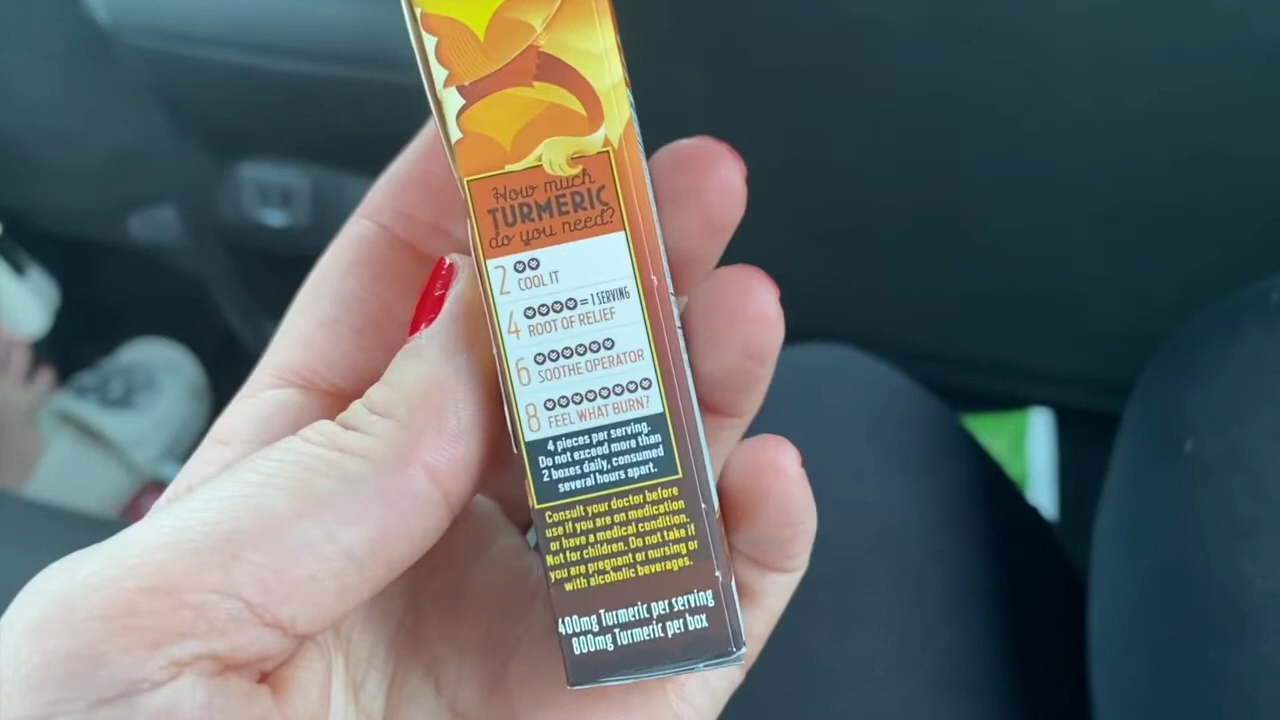 How much
TURMERIC
do you need?
2
COOL IT
4 = 1 SERVING
ROOT OF RELIEF
6
SOOTHE OPERATOR
8
FEEL WHAT BURN?
4 pieces per serving.
Do not exceed more than
2 boxes daily, consumed
several hours apart.
Consult your doctor before
use if you are on medication
or have a medical condition.
Not for children. Do not take if
you are pregnant or nursing or
with alcoholic beverages.
400mg Turmeric per serving
800mg Turmeric per box